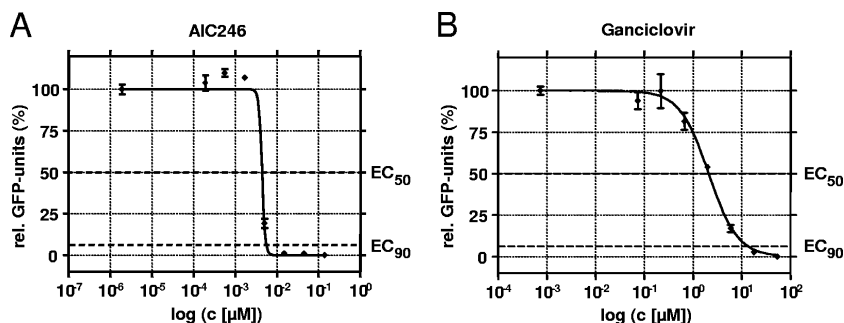 A
AIC246
rel. GFP-units (%)
100
75
50
25
0
EC50
EC90
10-7 10-6 10-5 10-4 10-3 10-2 10-1 100
log (c [µM])
B
Ganciclovir
rel. GFP-units (%)
100
75
50
25
0
EC50
EC90
10-4 10-3 10-2 10-1 100 101 102
log (c [µM])